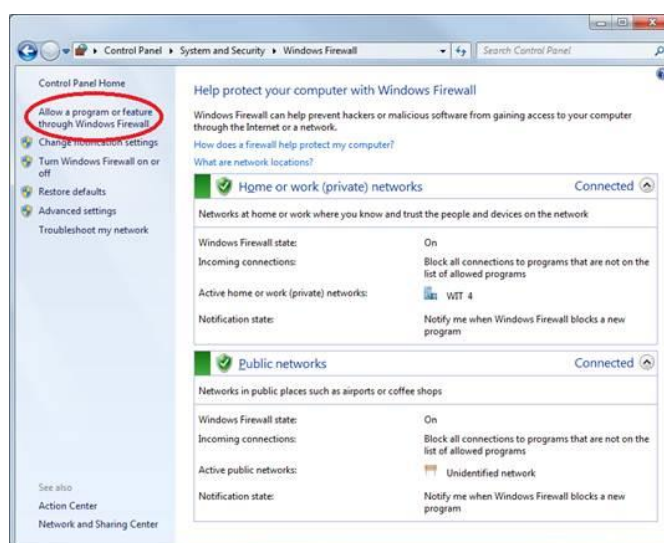 Control Panel ▸ System and Security ▸ Windows Firewall
Search Control Panel
Control Panel Home
Allow a program or feature
through Windows Firewall
Change notification settings
Turn Windows Firewall on or
off
Restore defaults
Advanced settings
Troubleshoot my network
See also
Action Center
Network and Sharing Center
Help protect your computer with Windows Firewall
Windows Firewall can help prevent hackers or malicious software from gaining access to your computer
through the Internet or a network.
How does a firewall help protect my computer?
What are network locations?
Home or work (private) networks Connected
Networks at home or work where you know and trust the people and devices on the network
Windows Firewall state: On
Incoming connections: Block all connections to programs that are not on the
list of allowed programs
Active home or work (private) networks: WIT 4
Notification state: Notify me when Windows Firewall blocks a new
program
Public networks Connected
Networks in public places such as airports or coffee shops
Windows Firewall state: On
Incoming connections: Block all connections to programs that are not on the
list of allowed programs
Active public networks: Unidentified network
Notification state: Notify me when Windows Firewall blocks a new
program